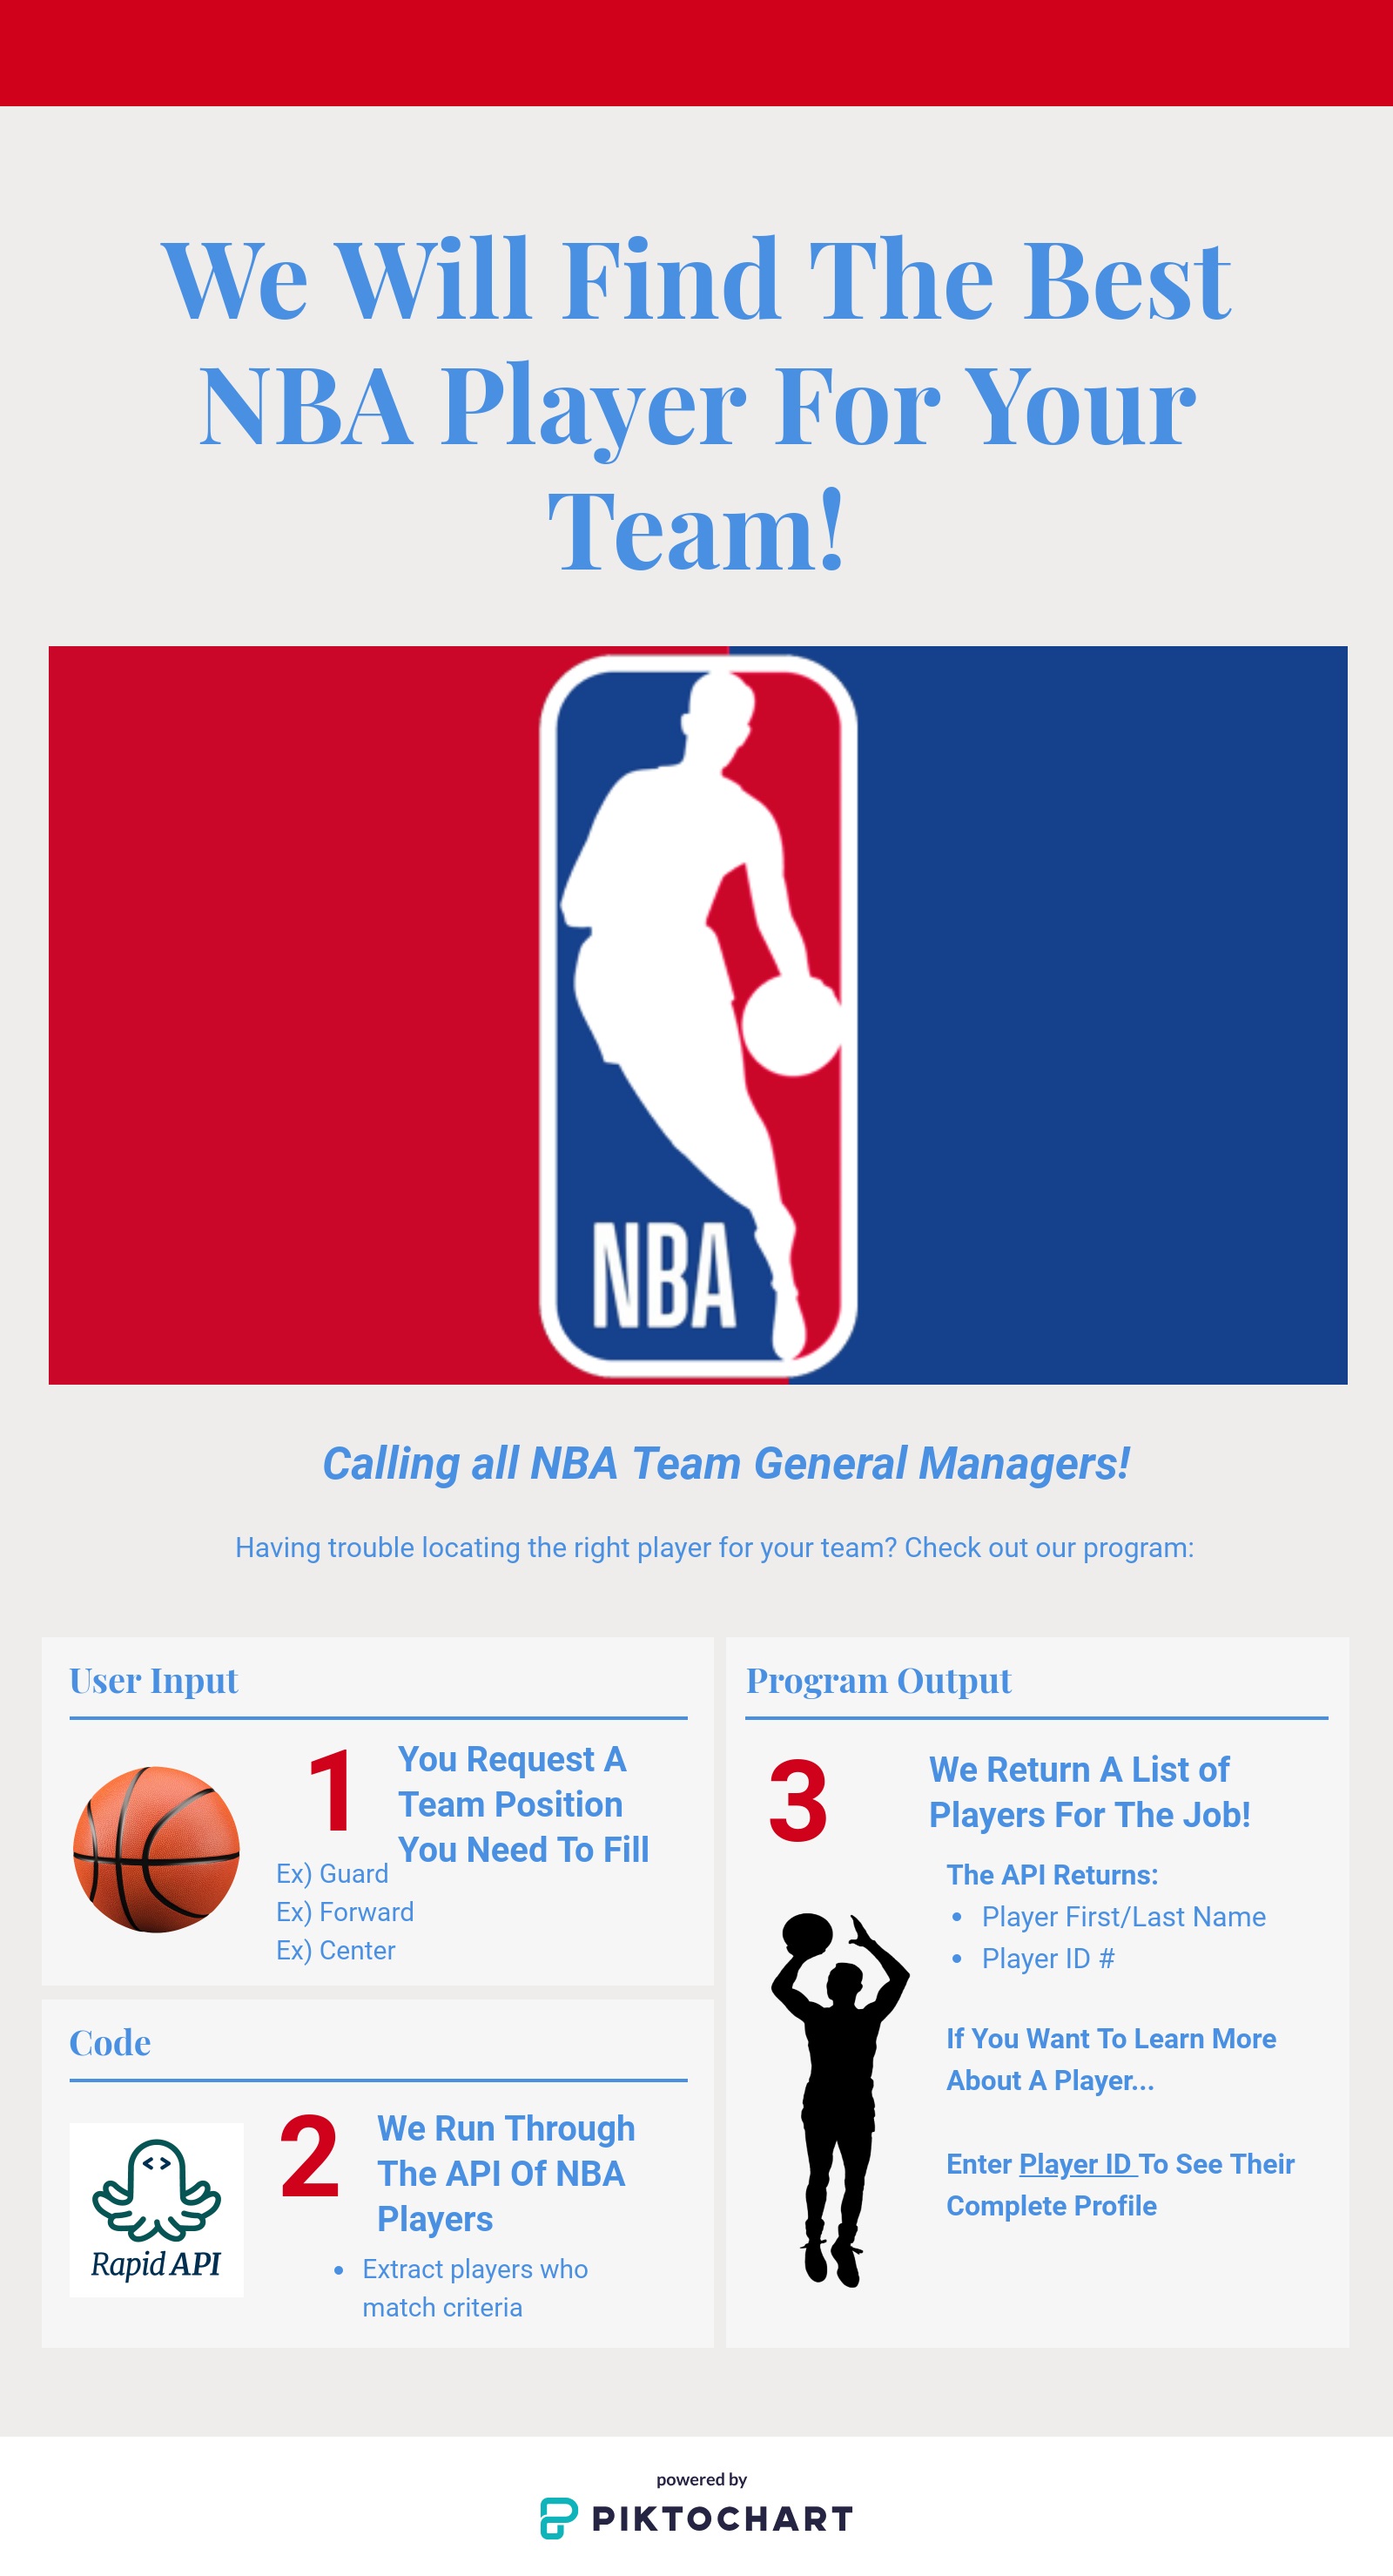 We Will Find The Best
NBA Player For Your
Team!
NBA
Calling all NBA Team General Managers!
Having trouble locating the right player for your team? Check out our program:
User Input
1
You Request A
Team Position
You Need To Fill
Ex) Guard
Ex) Forward
Ex) Center
Code
2
We Run Through
The API Of NBA
Players
• Extract players who
match criteria
Rapid API
Program Output
3
We Return A List of
Players For The Job!
The API Returns:
• Player First/Last Name
• Player ID #
If You Want To Learn More
About A Player...
Enter Player ID To See Their
Complete Profile
powered by
PIKTOCHART